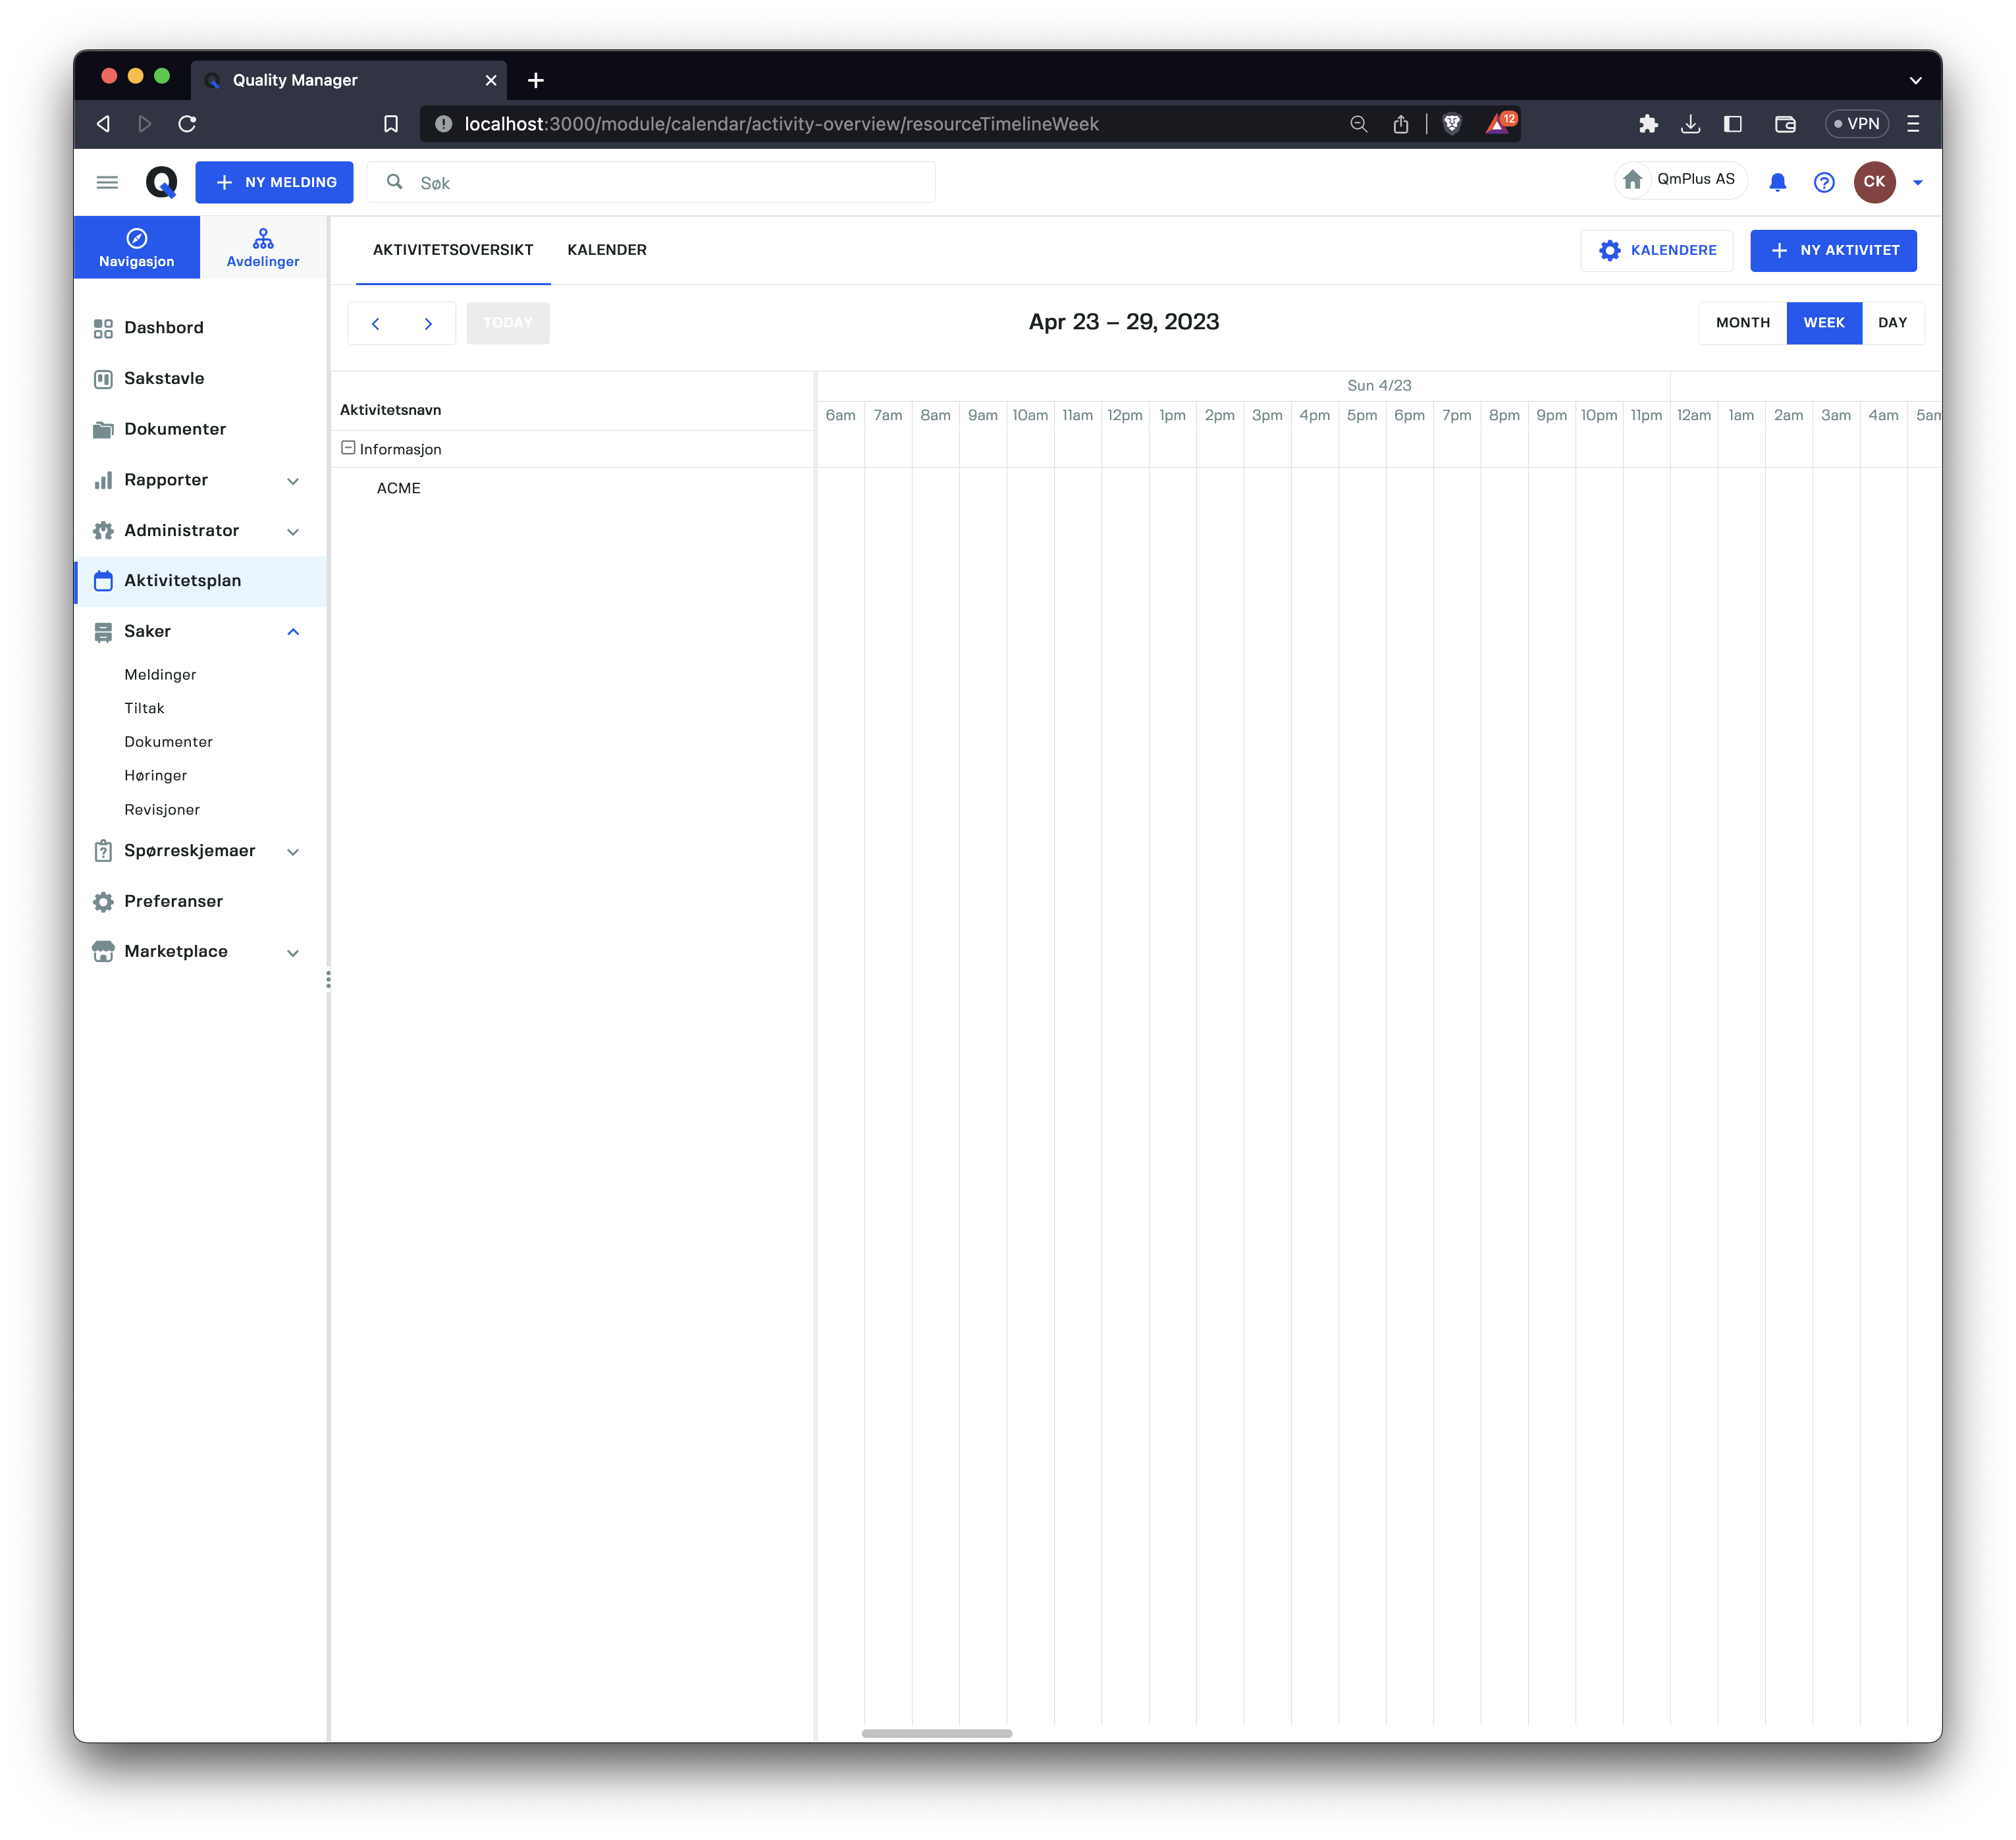 Quality Manager
localhost:3000/module/calendar/activity-overview/resourceTimelineWeek
12
VPN
NY MELDING
Søk
QmPlus AS
CK
Navigasjon
Avdelinger
AKTIVITETSOVERSIKT
KALENDER
KALENDERE
NY AKTIVITET
TODAY
Apr 23 – 29, 2023
MONTH
WEEK
DAY
Dashbord
Sakstavle
Dokumenter
Rapporter
Administrator
Aktivitetsplan
Saker
Meldinger
Tiltak
Dokumenter
Høringer
Revisjoner
Spørreskjemaer
Preferanser
Marketplace
Aktivitetsnavn
Sun 4/23
6am 7am 8am 9am 10am 11am 12pm 1pm 2pm 3pm 4pm 5pm 6pm 7pm 8pm 9pm 10pm 11pm 12am 1am 2am 3am 4am 5am
Informasjon
ACME